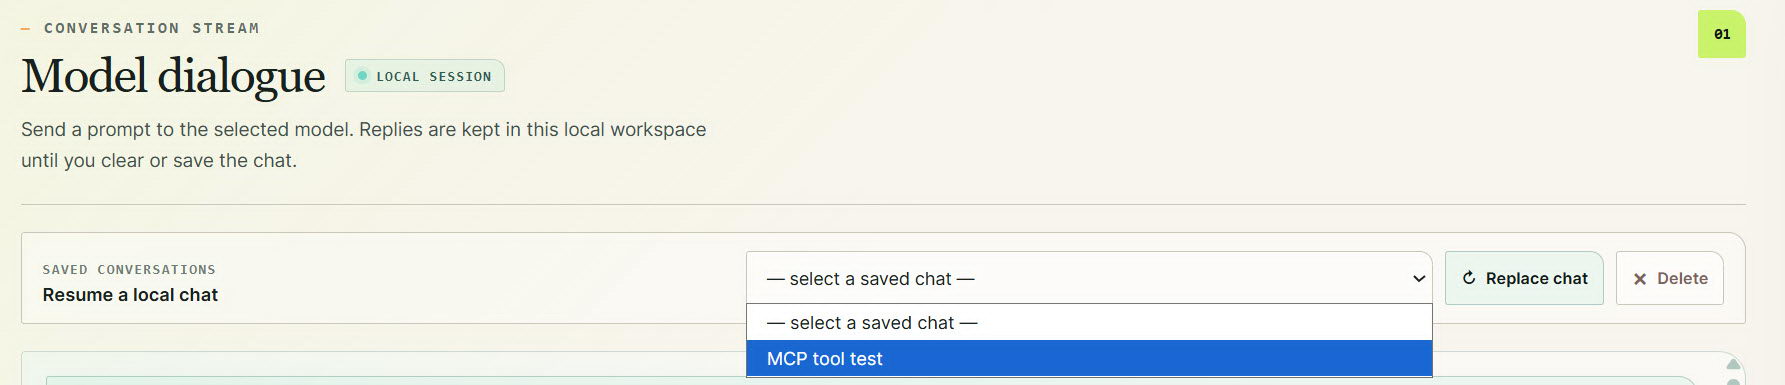 — CONVERSATION STREAM
01
Model dialogue
LOCAL SESSION
Send a prompt to the selected model. Replies are kept in this local workspace
until you clear or save the chat.
SAVED CONVERSATIONS
Resume a local chat
— select a saved chat —
Replace chat
Delete
— select a saved chat —
MCP tool test